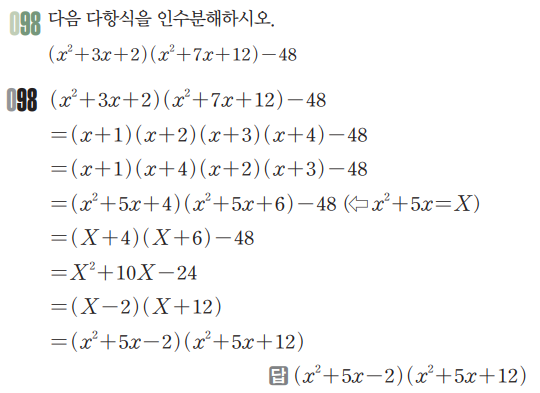 098 다음 다항식을 인수분해하시오.
(x²+3x+2)(x²+7x+12)-48
098 (x²+3x+2)(x²+7x+12)-48
=(x+1)(x+2)(x+3)(x+4)-48
=(x+1)(x+4)(x+2)(x+3)-48
=(x²+5x+4)(x²+5x+6)-48 (⇦x²+5x=X)
=(X+4)(X+6)-48
=X²+10X-24
=(X-2)(X+12)
=(x²+5x-2)(x²+5x+12)
답 (x²+5x-2)(x²+5x+12)